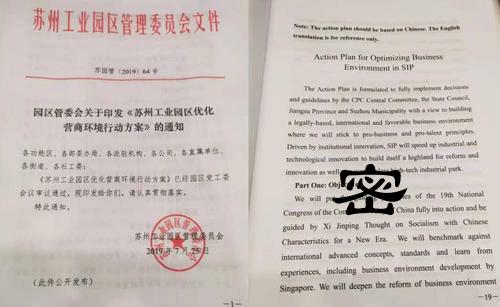 苏州工业园区管理委员会文件
苏园管〔2019〕64号
园区管委会关于印发《苏州工业园区优化
营商环境行动方案》的通知
各功能区、各部委办局、各派驻机构、各公司、各直属单位、
各街道、各社工委：
《苏州工业园区优化营商环境行动方案》已经园区党工委
会议审议通过，现印发给你们，请认真贯彻落实。
特此通知。
苏州工业园区管理委员会
2019年7月25日
（此件公开发布）
-1-
Note: The action plan should be based on Chinese. The English
translation is for reference only.
Action Plan for Optimizing Business
Environment in SIP
The Action Plan is formulated to fully implement decisions
and guidelines by the CPC Central Committee, the State Council,
Jiangsu Province and Suzhou Municipality with a view to building
a legally-based, international and favorable business environment
where we will stick to pro-business and pro-talent principles.
Driven by institutional innovation, SIP will speed up industrial and
technological innovation to build itself a highland for reform and
innovation as well high-tech industrial park.
Part One:
密
We will of the 19th National
Congress of the China fully into action and be
guided by Xi Jinping Thought on Socialism with Chinese
Characteristics for a New Era. We will benchmark against
international advanced concepts, standards and learn from
experiences, including business environment development by
Singapore. We will deepen the reform of business environment
-19-